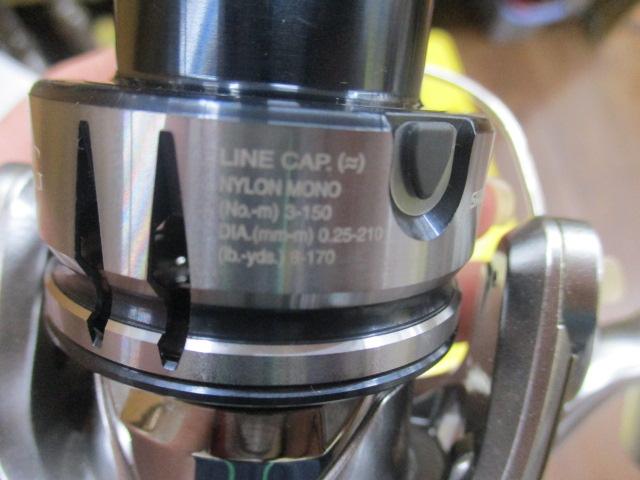 LINE CAP. (≈)
NYLON MONO
(No.-m) 3-150
DIA.(mm-m) 0.25-210
(lb.-yds.) 8-170